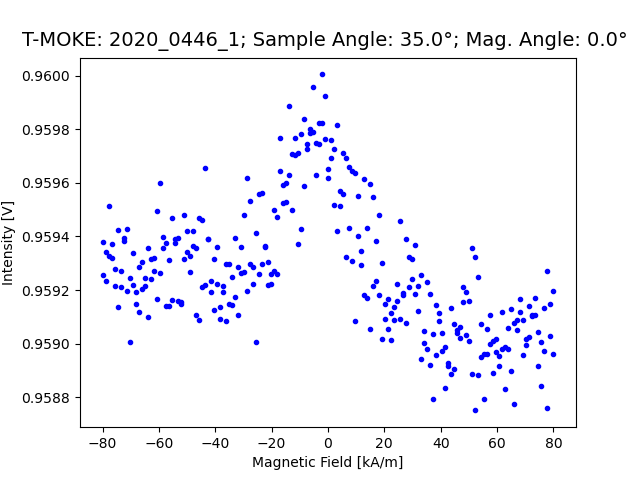 T-MOKE: 2020_0446_1; Sample Angle: 35.0°; Mag. Angle: 0.0°
0.9600
0.9598
0.9596
0.9594
0.9592
0.9590
0.9588
Intensity [V]
−80 −60 −40 −20 0 20 40 60 80
Magnetic Field [kA/m]